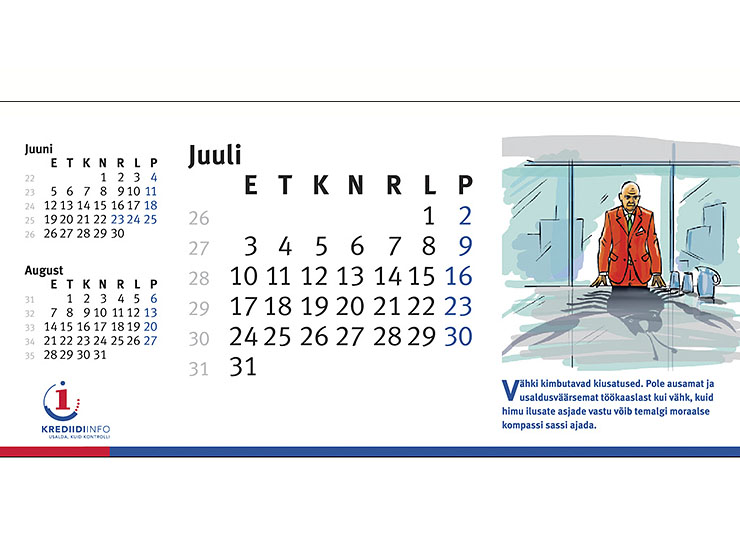 Juuni
E T K N R L P
22 1 2 3 4
23 5 6 7 8 9 10 11
24 12 13 14 15 16 17 18
25 19 20 21 22 23 24 25
26 26 27 28 29 30
August
E T K N R L P
31 1 2 3 4 5 6
32 7 8 9 10 11 12 13
33 14 15 16 17 18 19 20
34 21 22 23 24 25 26 27
35 28 29 30 31
i
KREDIIDIINFO
USALDA, KUID KONTROLLI
Juuli
E T K N R L P
26 1 2
27 3 4 5 6 7 8 9
28 10 11 12 13 14 15 16
29 17 18 19 20 21 22 23
30 24 25 26 27 28 29 30
31 31
Vähki kimbutavad kiusatused. Pole ausamat ja
usaldusväärsemat töökaaslast kui vähk, kuid
himu ilusate asjade vastu võib temalgi moraalse
kompassi sassi ajada.